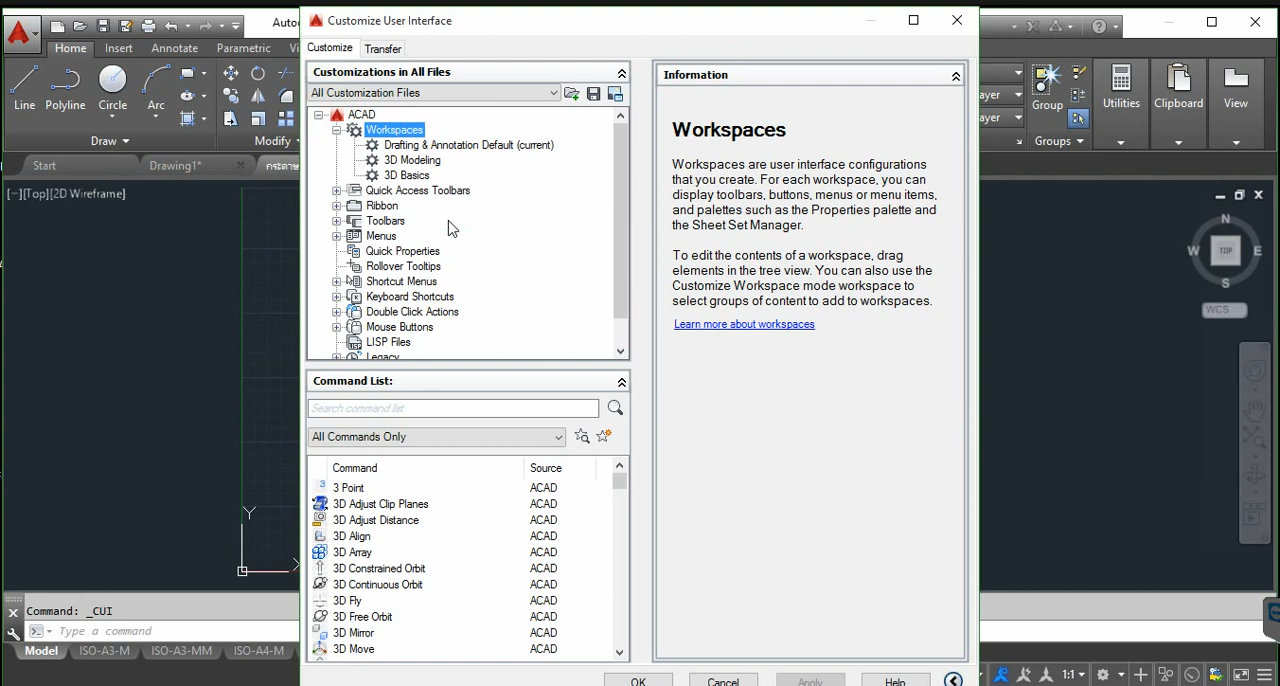 Autoc
Customize User Interface
Home
Insert
Annotate
Parametric
Line
Polyline
Circle
Arc
Draw
Modify
Start
Drawing1*
[−][Top][2D Wireframe]
Customize
Transfer
Customizations in All Files
All Customization Files
ACAD
Workspaces
Drafting & Annotation Default (current)
3D Modeling
3D Basics
Quick Access Toolbars
Ribbon
Toolbars
Menus
Quick Properties
Rollover Tooltips
Shortcut Menus
Keyboard Shortcuts
Double Click Actions
Mouse Buttons
LISP Files
Legacy
Command List:
Search command list
All Commands Only
Command Source
3 Point ACAD
3D Adjust Clip Planes ACAD
3D Adjust Distance ACAD
3D Align ACAD
3D Array ACAD
3D Constrained Orbit ACAD
3D Continuous Orbit ACAD
3D Fly ACAD
3D Free Orbit ACAD
3D Mirror ACAD
3D Move ACAD
Information
Workspaces
Workspaces are user interface configurations
that you create. For each workspace, you can
display toolbars, buttons, menus or menu items,
and palettes such as the Properties palette and
the Sheet Set Manager.
To edit the contents of a workspace, drag
elements in the tree view. You can also use the
Customize Workspace mode workspace to
select groups of content to add to workspaces.
Learn more about workspaces
OK
Cancel
Apply
Help
ayer
ayer
Group
Groups
Utilities
Clipboard
View
N
W
TOP
E
S
WCS
Y
X
Command: _CUI
Type a command
Model
ISO-A3-M
ISO-A3-MM
ISO-A4-M
1:1